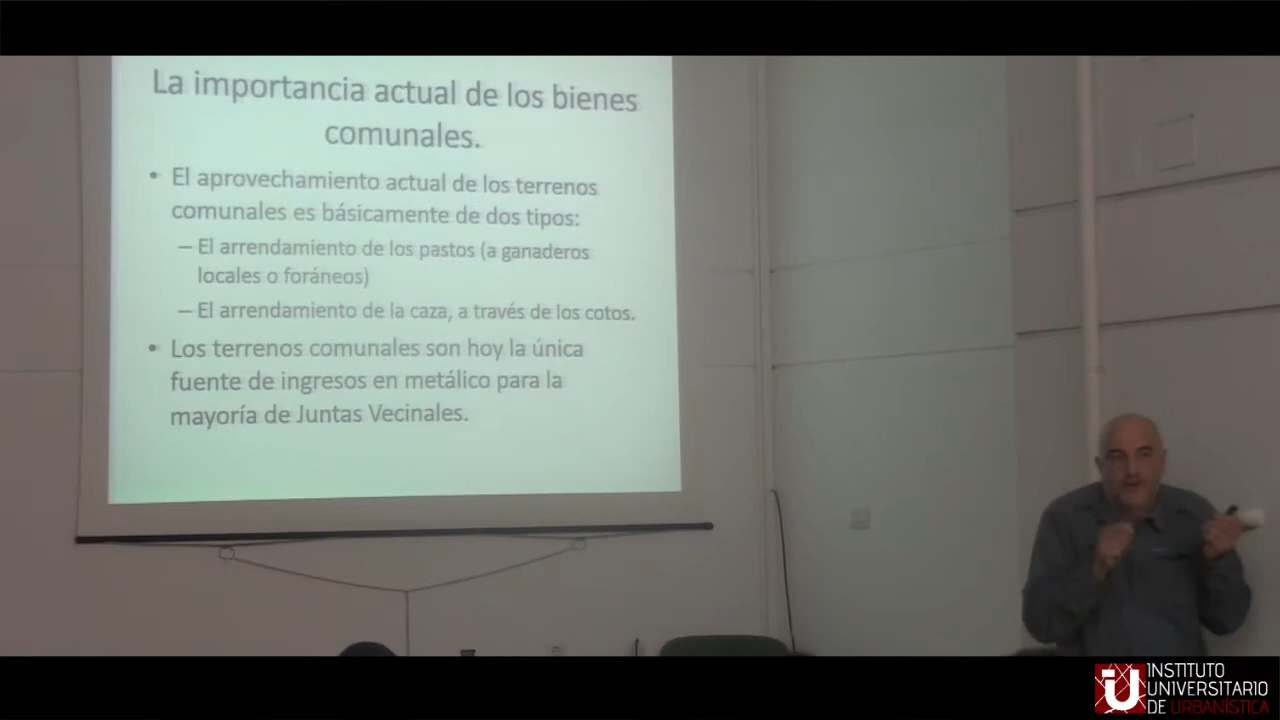 La importancia actual de los bienes
comunales.
• El aprovechamiento actual de los terrenos
comunales es básicamente de dos tipos:
– El arrendamiento de los pastos (a ganaderos
locales o foráneos)
– El arrendamiento de la caza, a través de los cotos.
• Los terrenos comunales son hoy la única
fuente de ingresos en metálico para la
mayoría de Juntas Vecinales.
iU INSTITUTO
UNIVERSITARIO
DE URBANÍSTICA